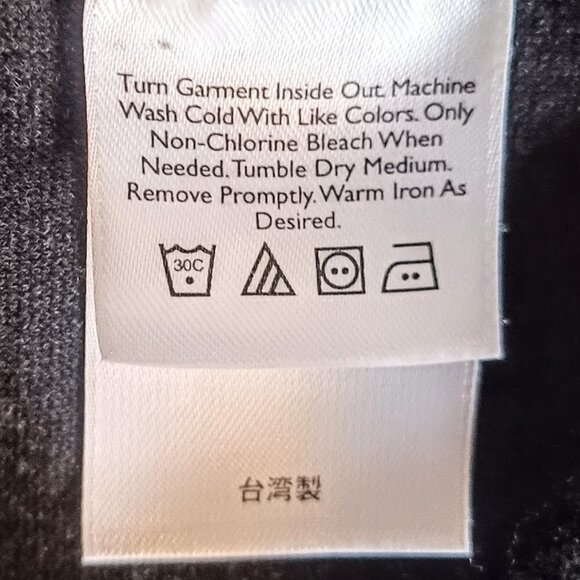 Turn Garment Inside Out. Machine
Wash Cold With Like Colors. Only
Non-Chlorine Bleach When
Needed. Tumble Dry Medium.
Remove Promptly. Warm Iron As
Desired.
30C
台湾製